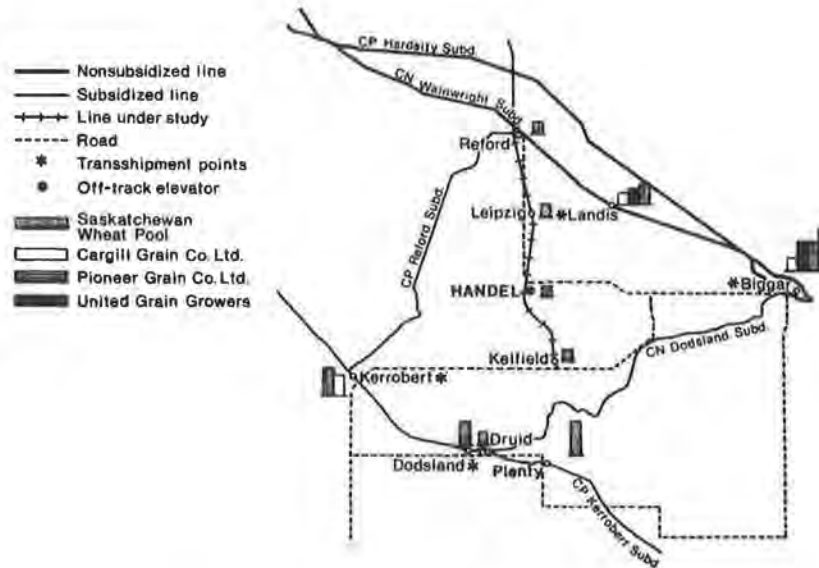 Nonsubsidized line
Subsidized line
Line under study
Road
* Transshipment points
Off-track elevator
Saskatchewan
Wheat Pool
Cargill Grain Co. Ltd.
Pioneer Grain Co. Ltd.
United Grain Growers
CP Hardsity Subd.
CN Wainwright Subd.
Reford
Leipzig
*Landis
CP Reford Subd.
HANDEL
*Biggar
CN Dodsland Subd.
Kelfield
Kerrobert*
Druid
Dodsland*
Plenty
CP Kerrobert Subd.